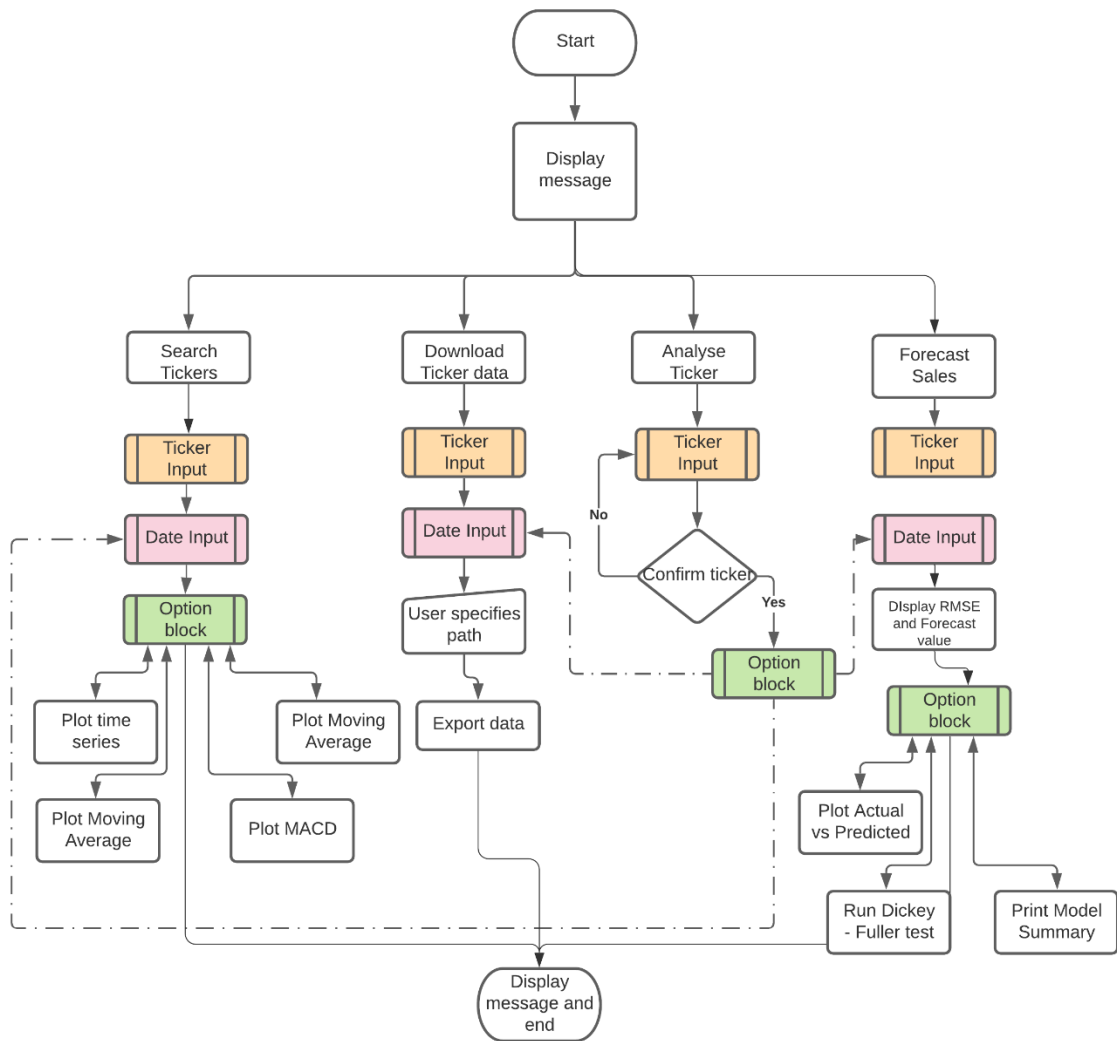 Start
Display
message
Search
Tickers
Download
Ticker data
Analyse
Ticker
Forecast
Sales
Ticker
Input
Ticker
Input
Ticker
Input
Ticker
Input
No
Date Input
Date Input
Date Input
Confirm ticker
Yes
Option
block
User specifies
path
DIsplay RMSE
and Forecast
value
Option
block
Option
block
Plot time
series
Plot Moving
Average
Export data
Plot Moving
Average
Plot MACD
Plot Actual
vs Predicted
Run Dickey
- Fuller test
Print Model
Summary
Display
message and
end